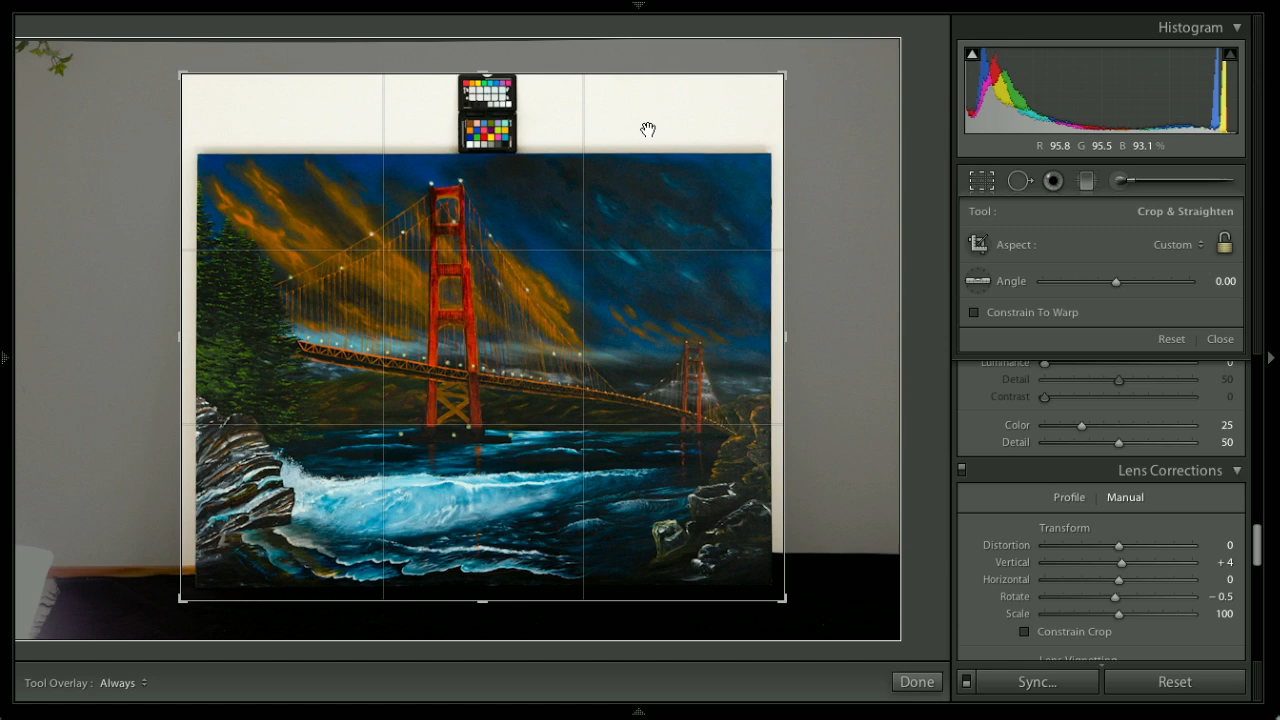 Histogram
R 95.8 G 95.5 B 93.1 %
Tool : Crop & Straighten
Aspect : Custom
Angle 0.00
Constrain To Warp
Reset Close
Luminance 0
Detail 50
Contrast 0
Color 25
Detail 50
Lens Corrections
Profile Manual
Transform
Distortion 0
Vertical + 4
Horizontal 0
Rotate – 0.5
Scale 100
Constrain Crop
Lens Vignetting
Tool Overlay : Always Done Sync... Reset